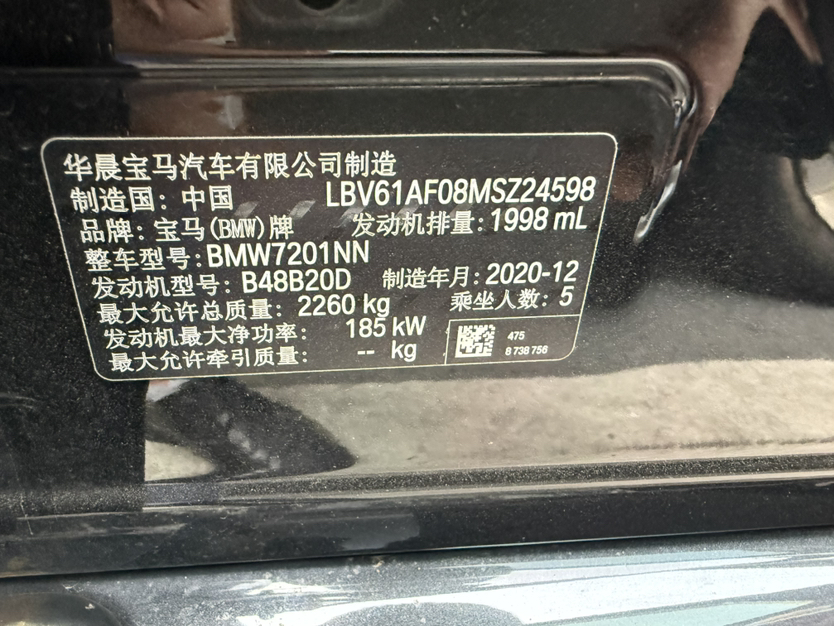 华晨宝马汽车有限公司制造
制造国：中国 LBV61AF08MSZ24598
品牌：宝马(BMW)牌 发动机排量：1998 mL
整车型号：BMW7201NN
发动机型号：B48B20D 制造年月：2020-12
最大允许总质量：2260 kg 乘坐人数：5
发动机最大净功率：185 kW
最大允许牵引质量：-- kg
475
8 738 756